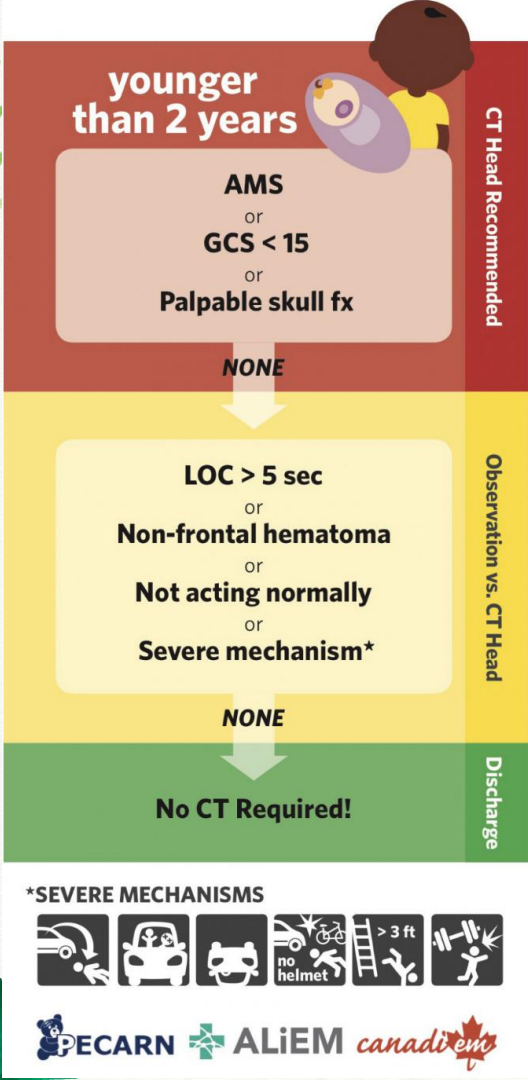 younger
than 2 years
AMS
or
GCS < 15
or
Palpable skull fx
NONE
CT Head Recommended
LOC > 5 sec
or
Non-frontal hematoma
or
Not acting normally
or
Severe mechanism*
NONE
Observation vs. CT Head
No CT Required!
Discharge
*SEVERE MECHANISMS
no
helmet
> 3 ft
PECARN
ALiEM
canadiem